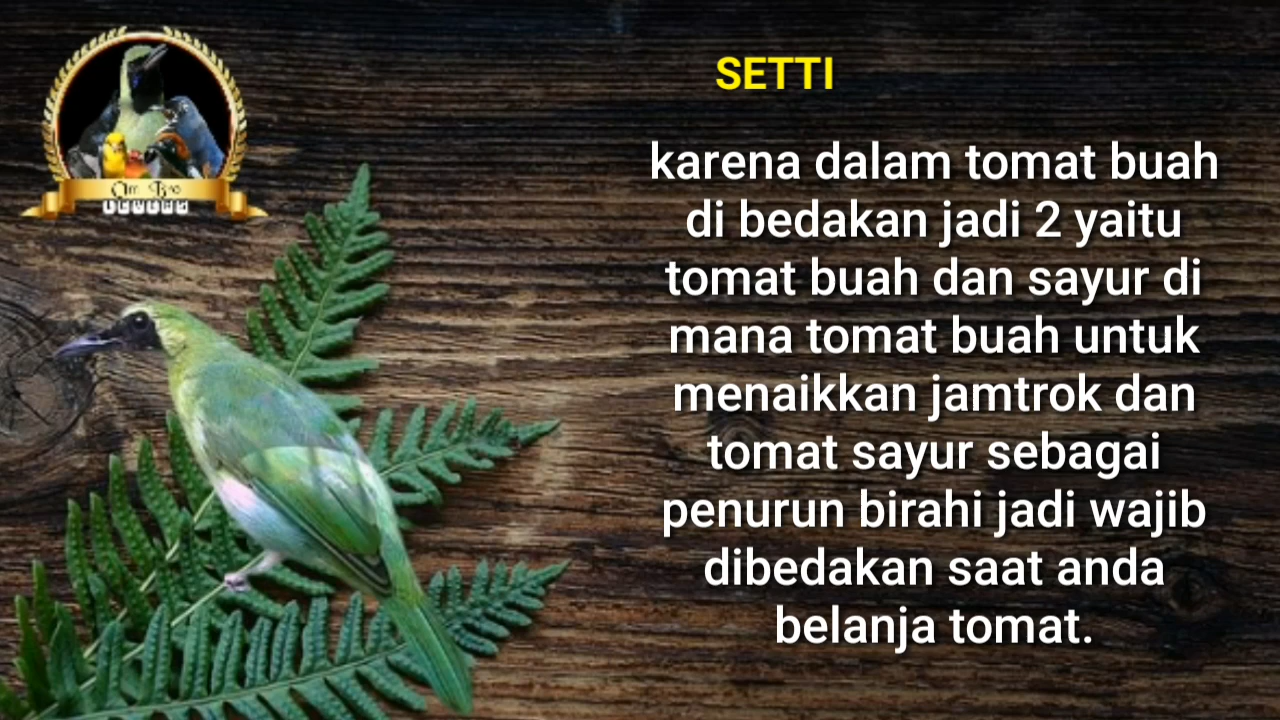 SETTI
karena dalam tomat buah
di bedakan jadi 2 yaitu
tomat buah dan sayur di
mana tomat buah untuk
menaikkan jamtrok dan
tomat sayur sebagai
penurun birahi jadi wajib
dibedakan saat anda
belanja tomat.